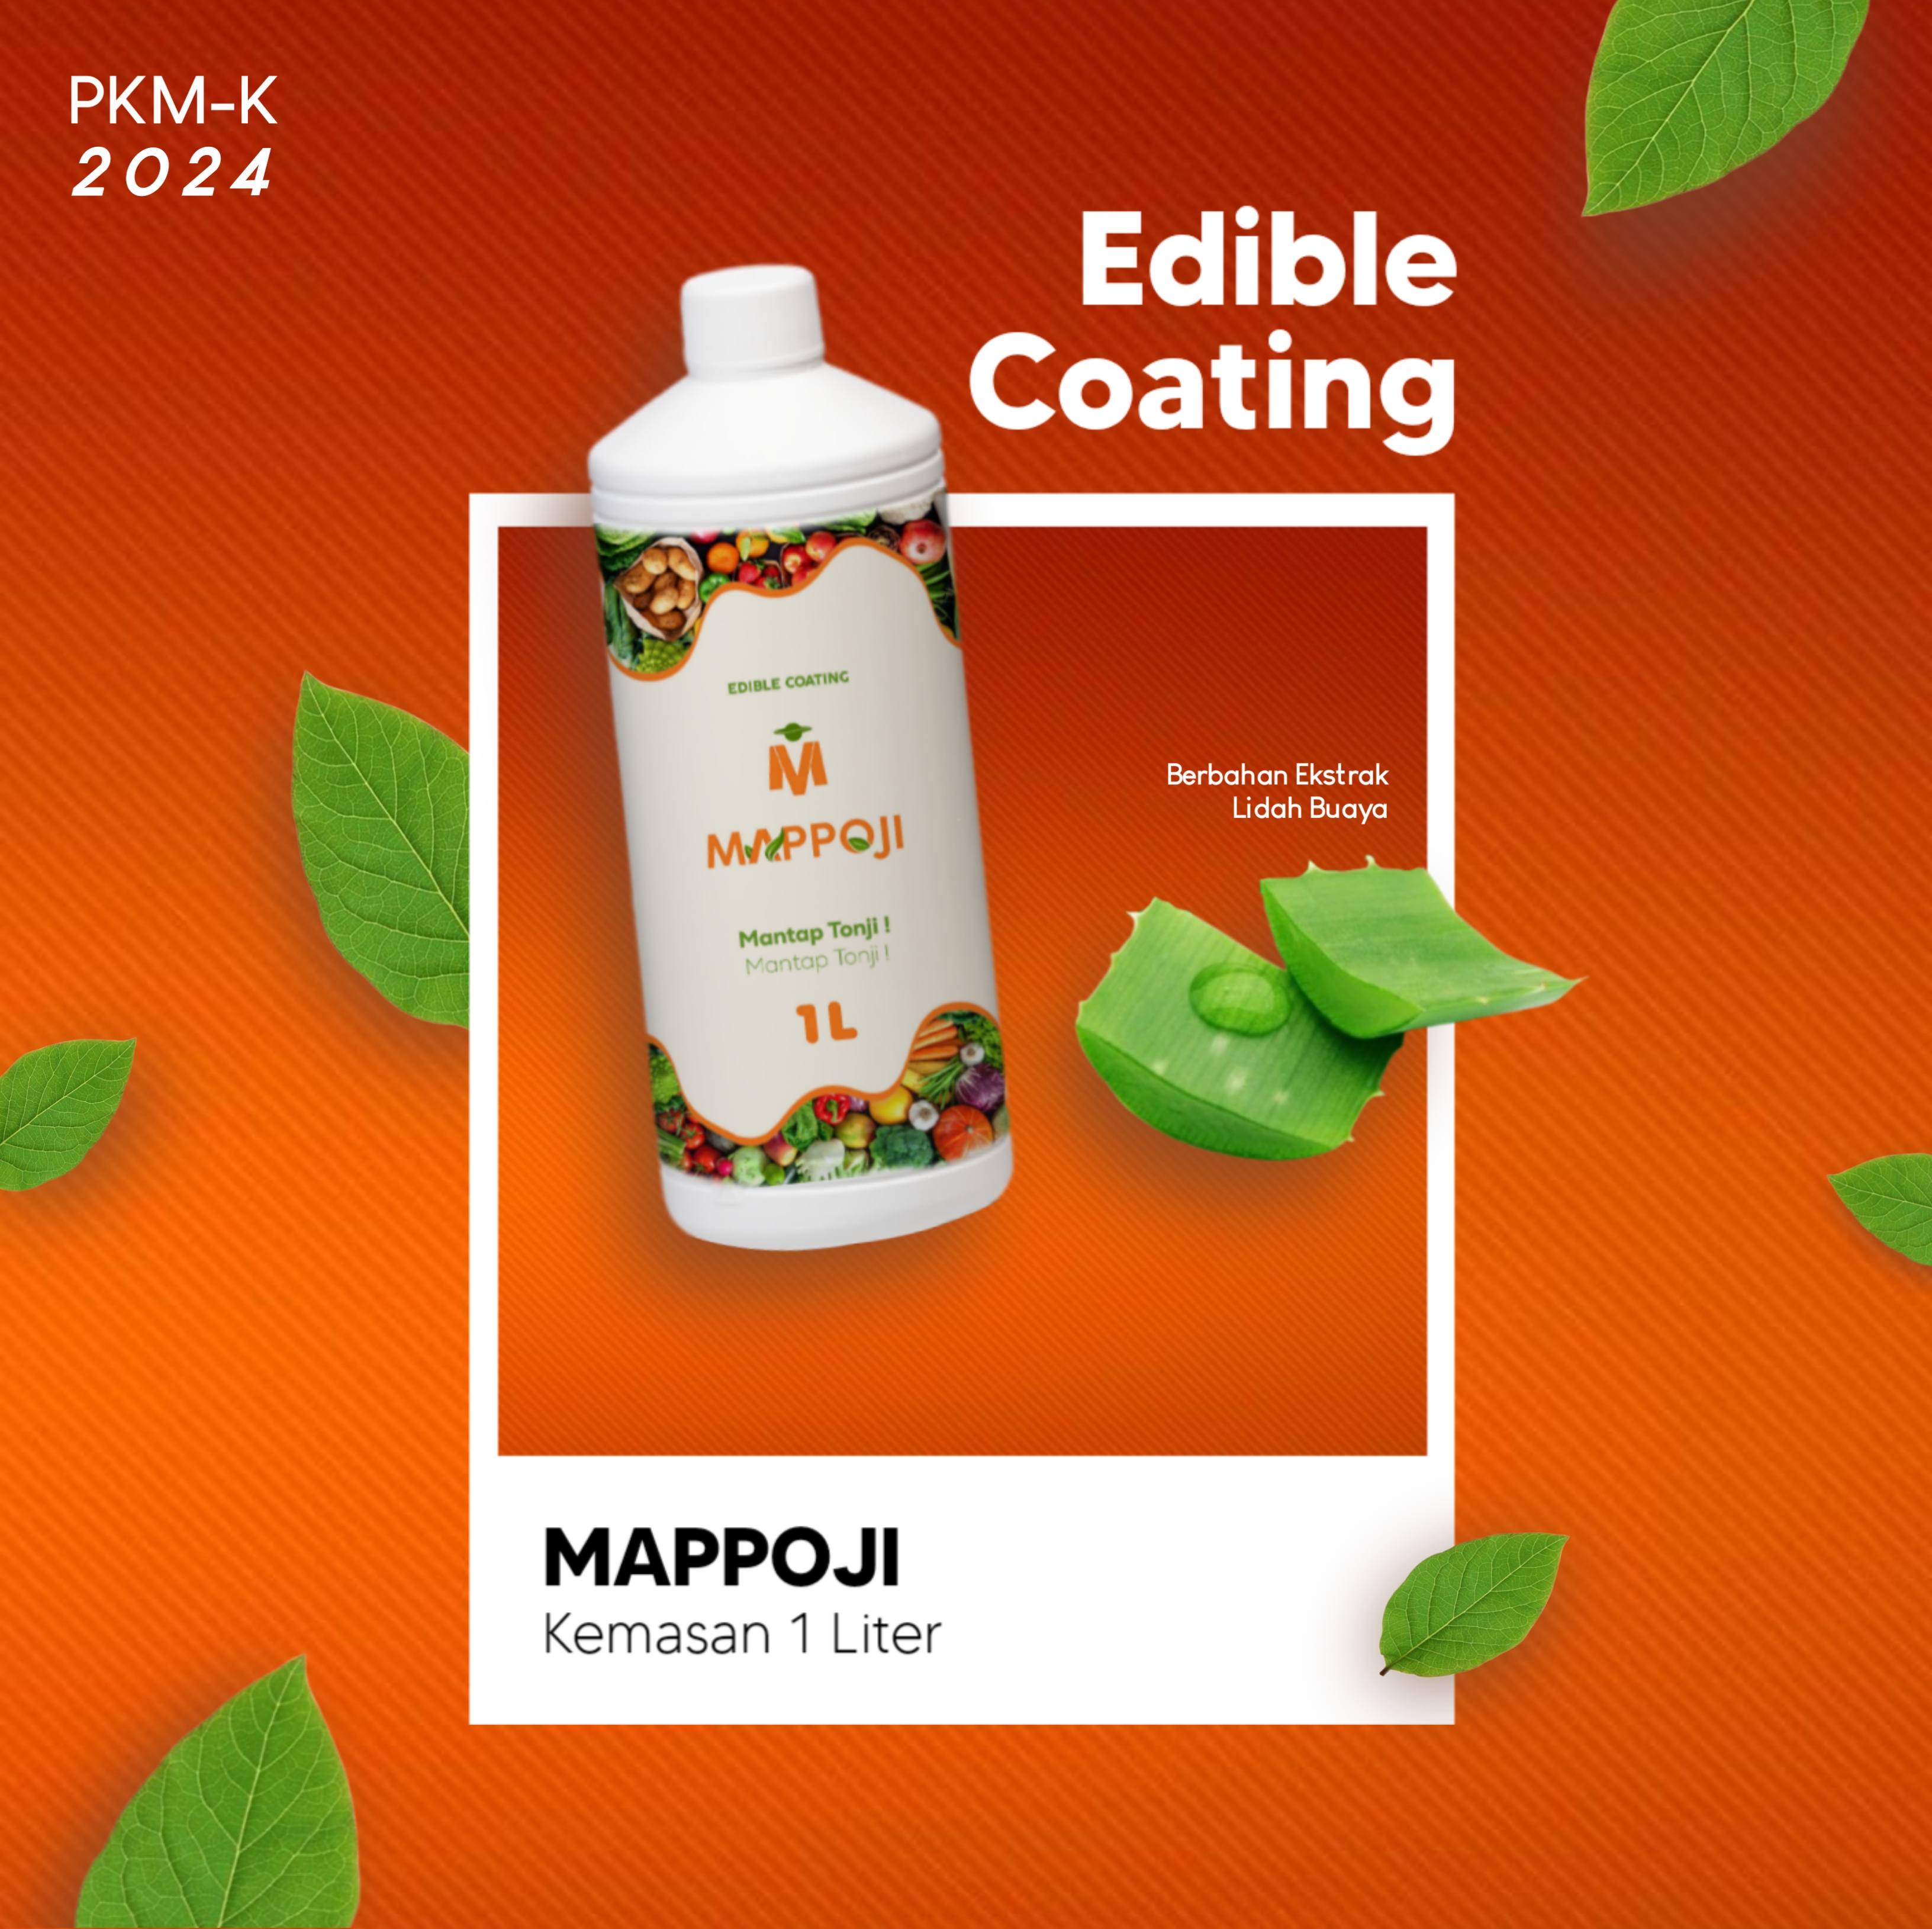 PKM-K
2024
Edible
Coating
EDIBLE COATING
M
MAPPOJI
Mantap Tonji !
Mantap Tonji !
1 L
Berbahan Ekstrak
Lidah Buaya
MAPPOJI
Kemasan 1 Liter